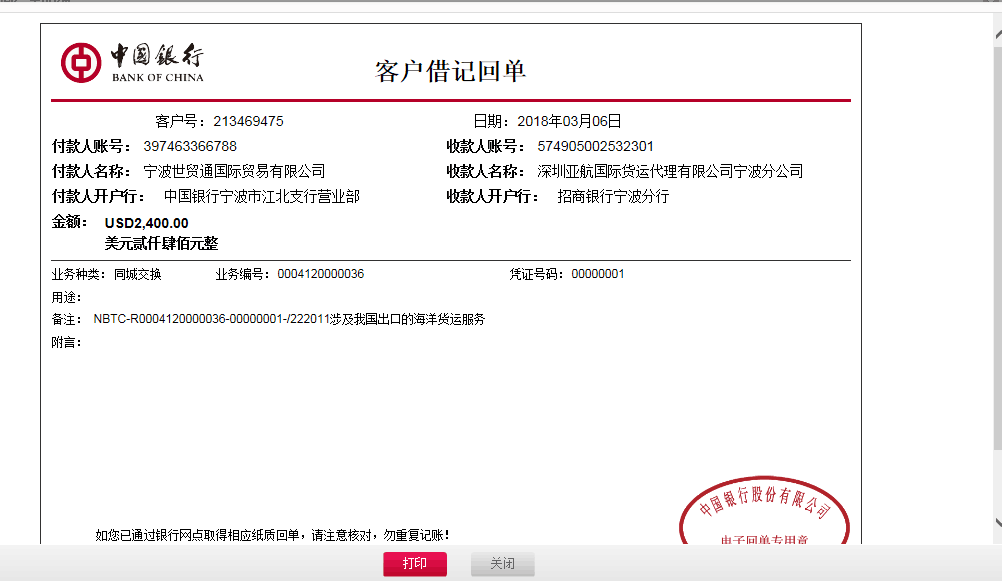 中国银行
BANK OF CHINA
客户借记回单
客户号：213469475 日期：2018年03月06日
付款人账号：397463366788 收款人账号：574905002532301
付款人名称：宁波世贸通国际贸易有限公司 收款人名称：深圳亚航国际货运代理有限公司宁波分公司
付款人开户行：中国银行宁波市江北支行营业部 收款人开户行：招商银行宁波分行
金额：USD2,400.00
美元贰仟肆佰元整
业务种类：同城交换 业务编号：0004120000036 凭证号码：00000001
用途：
备注：NBTC-R0004120000036-00000001-/222011涉及我国出口的海洋货运服务
附言：
中国银行股份有限公司
如您已通过银行网点取得相应纸质回单，请注意核对，勿重复记账！
电子回单专用章
打印 关闭